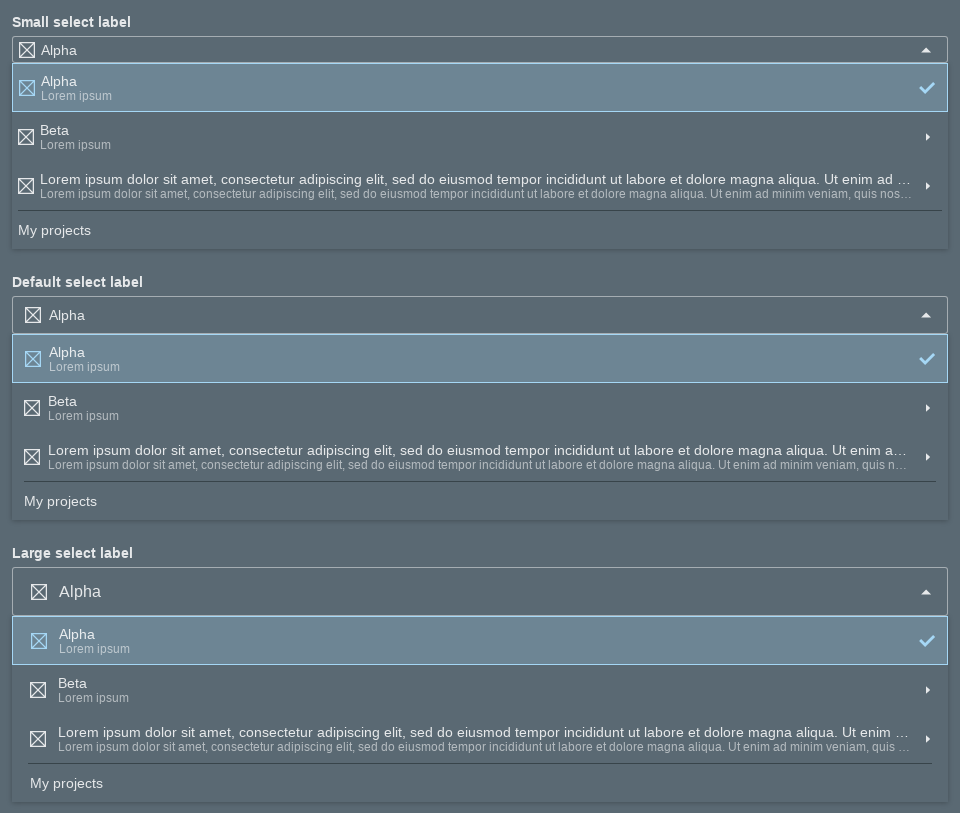 Small select label
Alpha
Alpha
Lorem ipsum
Beta
Lorem ipsum
Lorem ipsum dolor sit amet, consectetur adipiscing elit, sed do eiusmod tempor incididunt ut labore et dolore magna aliqua. Ut enim ad …
Lorem ipsum dolor sit amet, consectetur adipiscing elit, sed do eiusmod tempor incididunt ut labore et dolore magna aliqua. Ut enim ad minim veniam, quis nos…
My projects
Default select label
Alpha
Alpha
Lorem ipsum
Beta
Lorem ipsum
Lorem ipsum dolor sit amet, consectetur adipiscing elit, sed do eiusmod tempor incididunt ut labore et dolore magna aliqua. Ut enim a…
Lorem ipsum dolor sit amet, consectetur adipiscing elit, sed do eiusmod tempor incididunt ut labore et dolore magna aliqua. Ut enim ad minim veniam, quis n…
My projects
Large select label
Alpha
Alpha
Lorem ipsum
Beta
Lorem ipsum
Lorem ipsum dolor sit amet, consectetur adipiscing elit, sed do eiusmod tempor incididunt ut labore et dolore magna aliqua. Ut enim …
Lorem ipsum dolor sit amet, consectetur adipiscing elit, sed do eiusmod tempor incididunt ut labore et dolore magna aliqua. Ut enim ad minim veniam, quis …
My projects